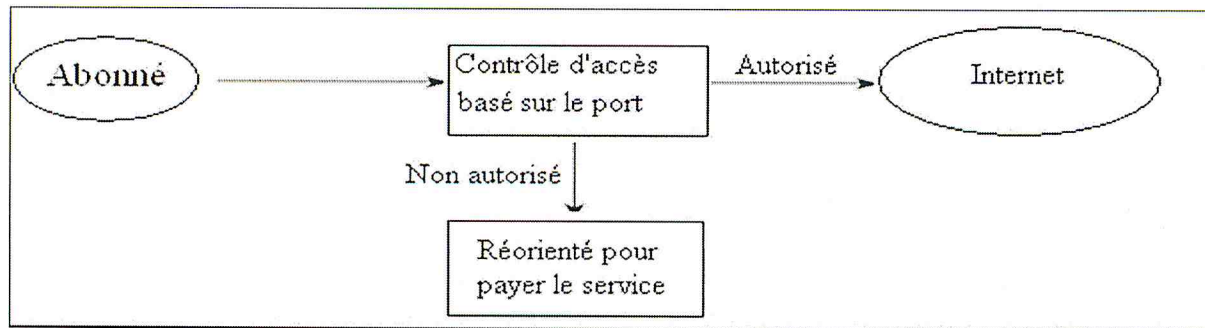 Abonné
Contrôle d'accès
basé sur le port
Autorisé
Internet
Non autorisé
Réorienté pour
payer le service